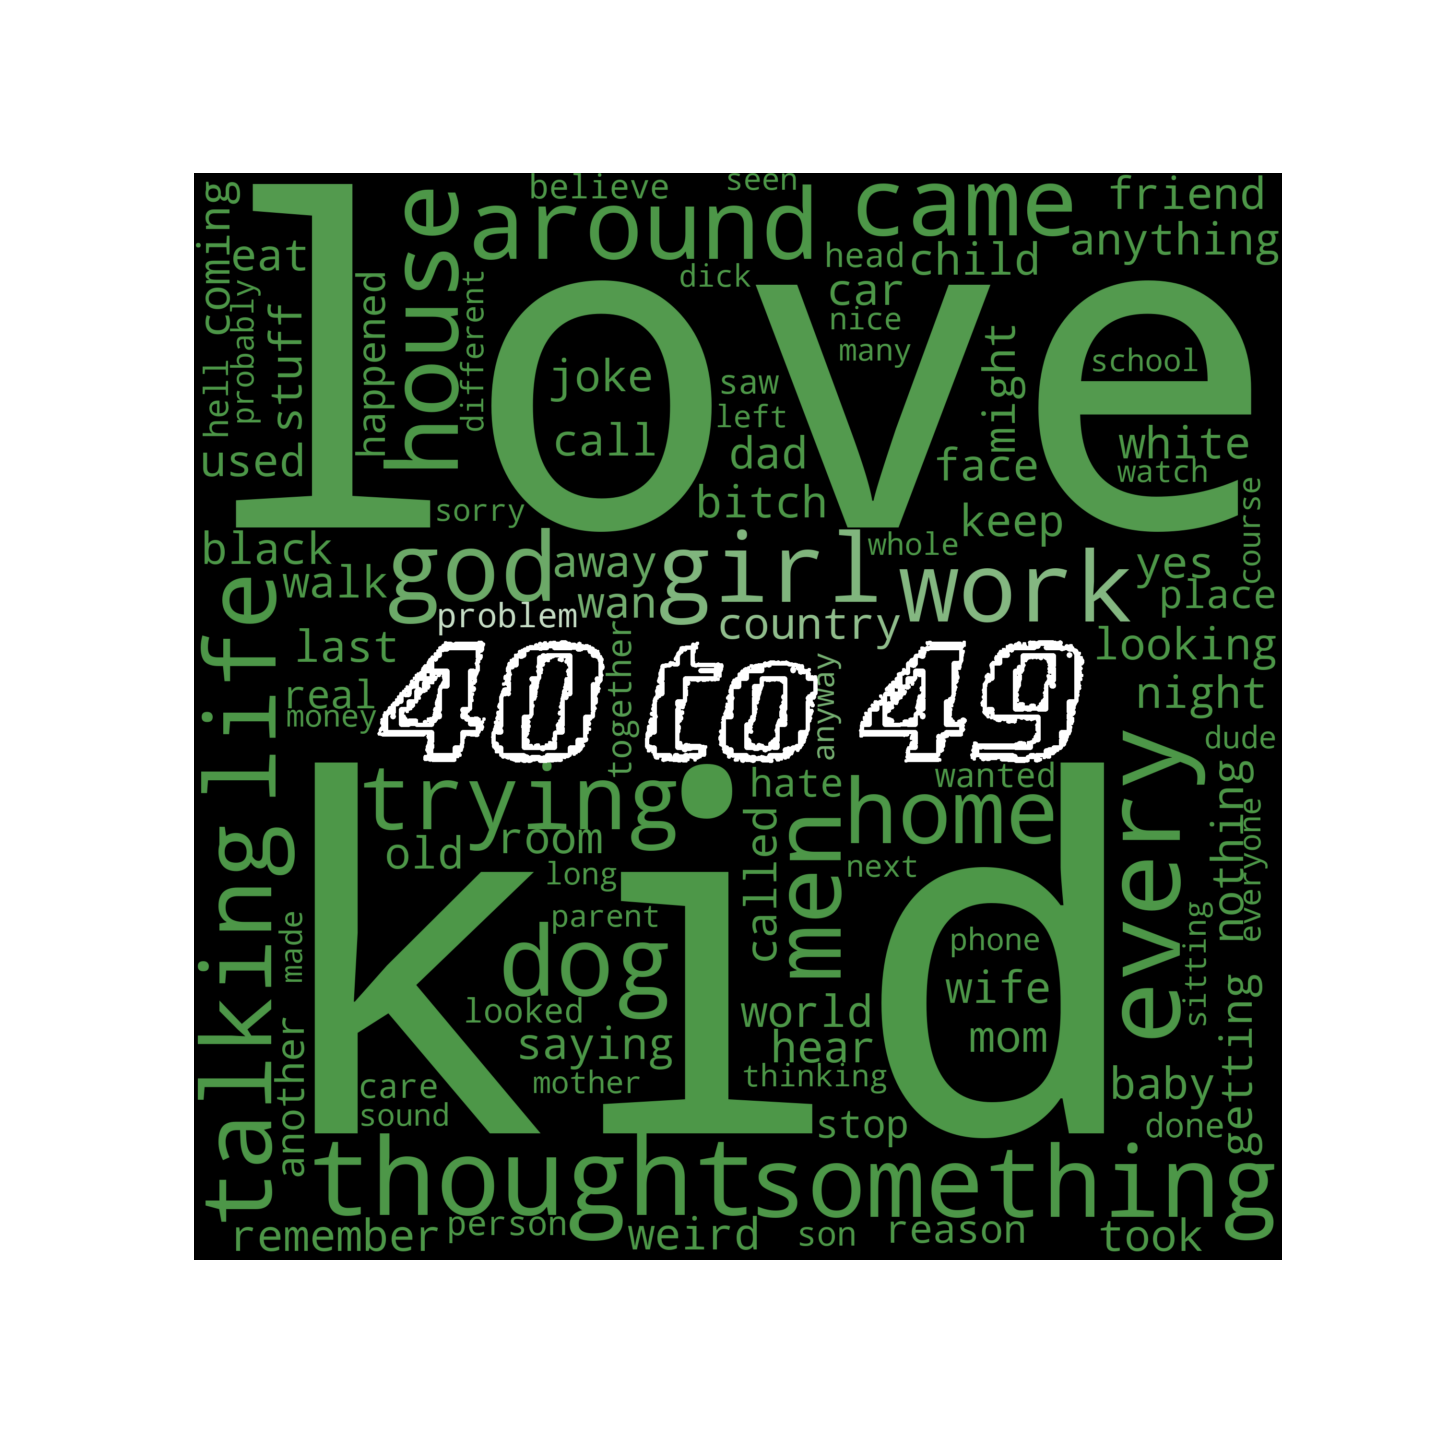 believe
seen
friend
came
around
anything
house
coming
love
eat
head
child
dick
car
nice
many
probably
stuff
happened
different
might
school
joke
saw
hell
left
call
white
dad
face
watch
used
bitch
sorry
keep
course
black
god
away
girl
whole
work
yes
walk
wan
place
problem
country
last
looking
life
40 to 49
real
money
together
anyway
night
dude
trying
hate
wanted
home
every
nothing
everyone
old
room
called
men
long
next
talking
made
parent
dog
phone
sitting
wife
looked
world
mom
saying
hear
thinking
another
care
mother
kid
baby
getting
sound
stop
done
thought
something
remember
person
weird
son
reason
took